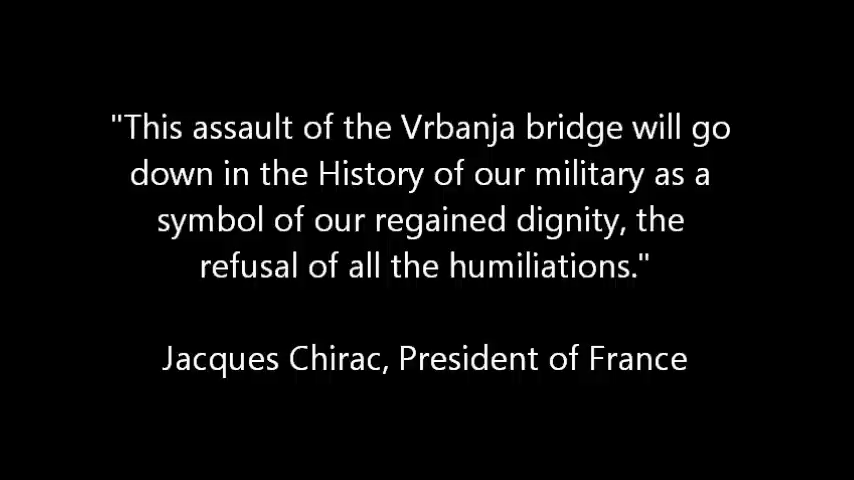 "This assault of the Vrbanja bridge will go
down in the History of our military as a
symbol of our regained dignity, the
refusal of all the humiliations."
Jacques Chirac, President of France